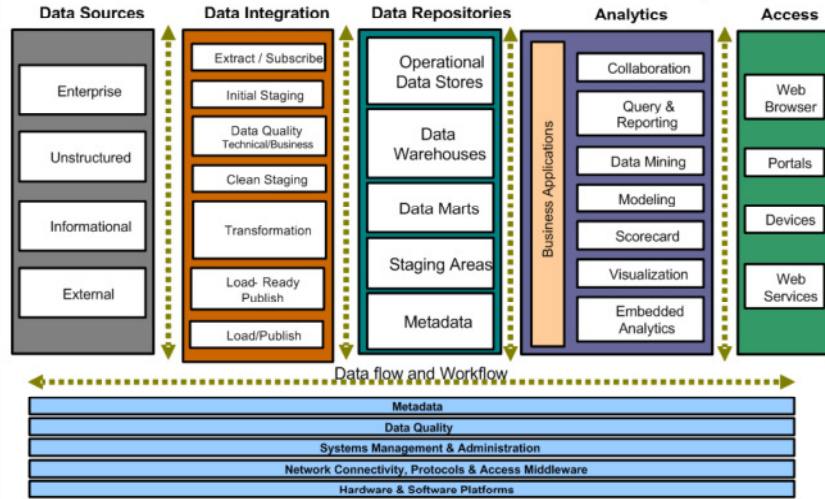 Data Sources
Data Integration
Data Repositories
Analytics
Access
Enterprise
Unstructured
Informational
External
Extract / Subscribe
Initial Staging
Data Quality
Technical/Business
Clean Staging
Transformation
Load- Ready
Publish
Load/Publish
Operational
Data Stores
Data
Warehouses
Data Marts
Staging Areas
Metadata
Business Applications
Collaboration
Query &
Reporting
Data Mining
Modeling
Scorecard
Visualization
Embedded
Analytics
Web
Browser
Portals
Devices
Web
Services
Data flow and Workflow
Metadata
Data Quality
Systems Management & Administration
Network Connectivity, Protocols & Access Middleware
Hardware & Software Platforms